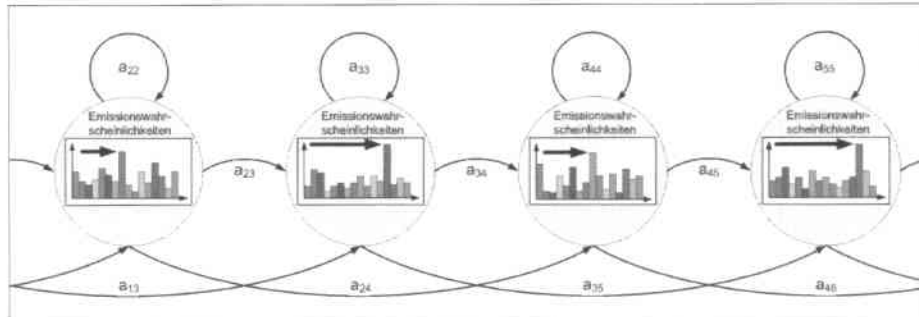 a22
a33
a44
a55
Emissionswahr-
scheinlichkeiten
Emissionswahr-
scheinlichkeiten
Emissionswahr-
scheinlichkeiten
Emissionswahr-
scheinlichkeiten
a23
a34
a45
a13
a24
a35
a46